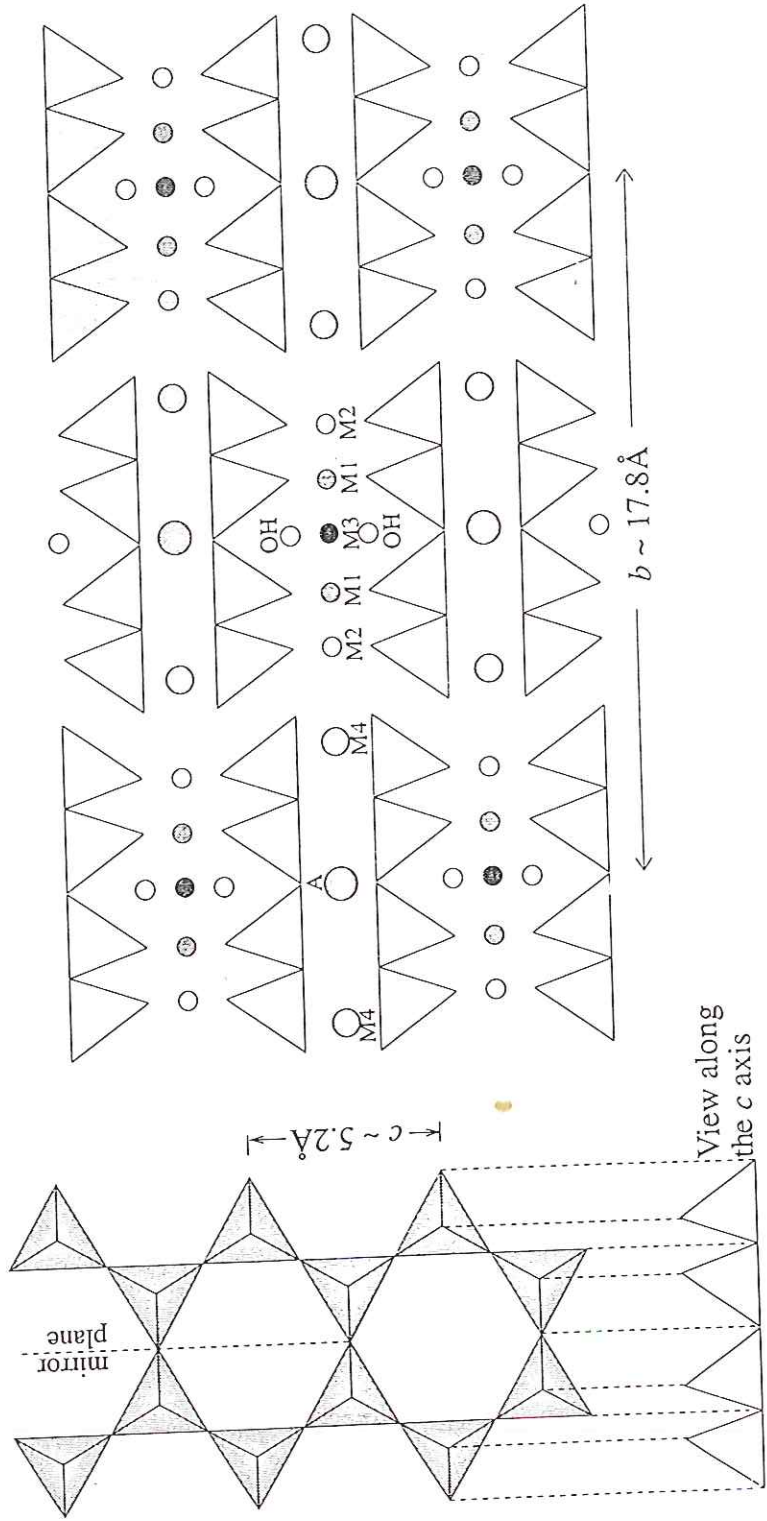 mirror
plane
c ~ 5.2Å
View along
the c axis
M4
A
M4
M2
M1
M3
M1
M2
OH
OH
b ~ 17.8Å